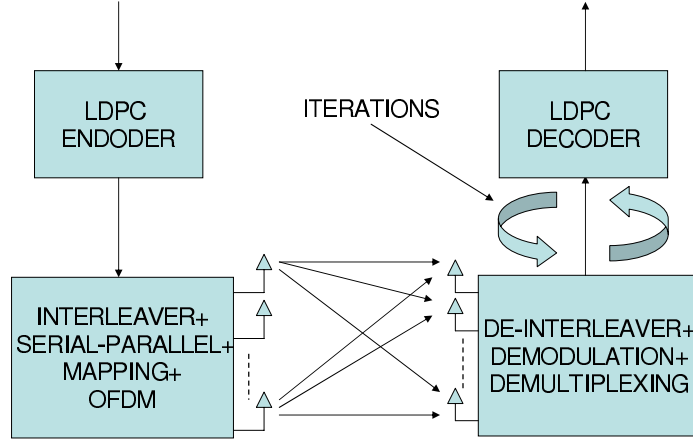 LDPC
ENDODER
ITERATIONS
LDPC
DECODER
INTERLEAVER+
SERIAL-PARALLEL+
MAPPING+
OFDM
DE-INTERLEAVER+
DEMODULATION+
DEMULTIPLEXING